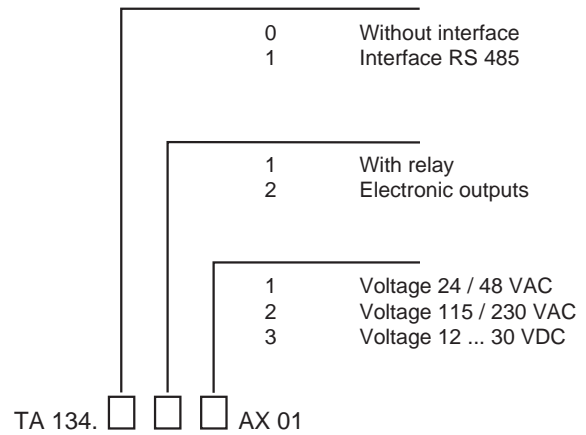 0 Without interface
1 Interface RS 485
1 With relay
2 Electronic outputs
1 Voltage 24 / 48 VAC
2 Voltage 115 / 230 VAC
3 Voltage 12 ... 30 VDC
TA 134. AX 01